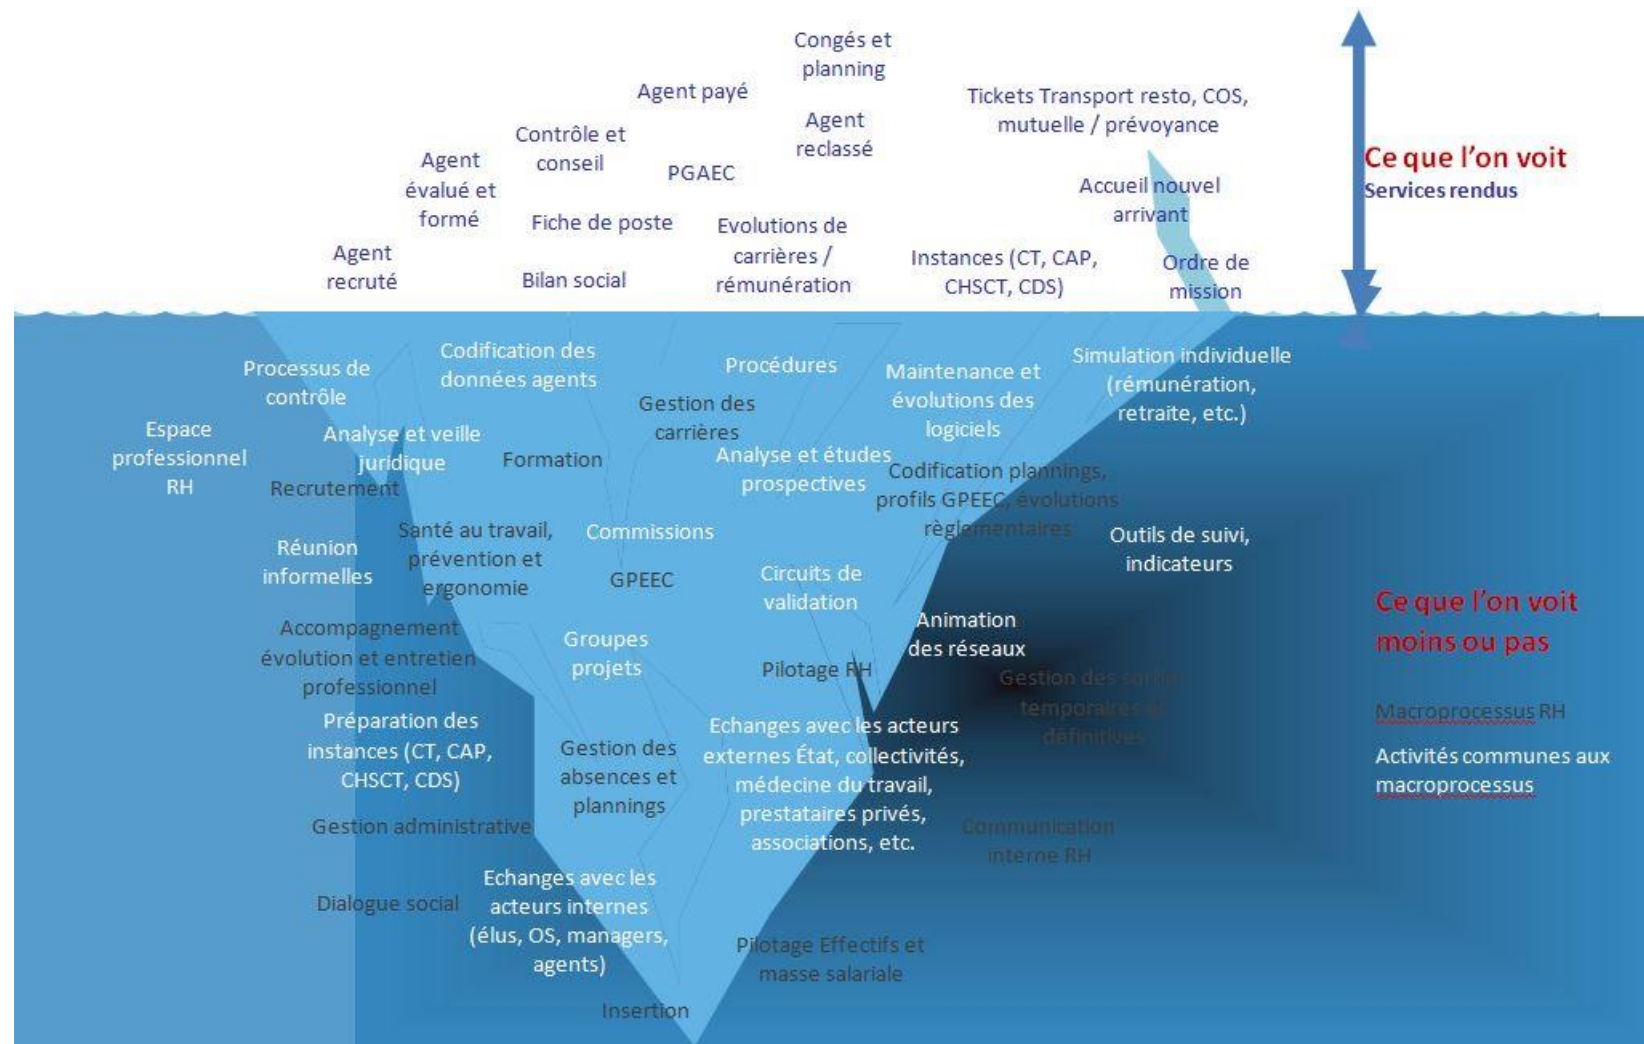 Congés et
planning
Agent payé
Tickets Transport resto, COS,
mutuelle / prévoyance
Agent
reclassé
Contrôle et
conseil
Agent
évalué et
formé
PGAEC
Ce que l'on voit
Services rendus
Accueil nouvel
arrivant
Fiche de poste
Evolutions de
carrières /
rémunération
Agent
recruté
Bilan social
Instances (CT, CAP,
CHSCT, CDS)
Ordre de
mission
Processus de
contrôle
Codification des
données agents
Procédures
Maintenance et
évolutions des
logiciels
Simulation individuelle
(rémunération,
retraite, etc.)
Gestion des
carrières
Espace
professionnel
RH
Analyse et veille
juridique
Formation
Analyse et études
prospectives
Codification plannings,
profils GPEEC, évolutions
règlementaires
Recrutement
Santé au travail,
prévention et
ergonomie
Commissions
Outils de suivi,
indicateurs
Réunion
informelles
GPEEC
Circuits de
validation
Ce que l'on voit
moins ou pas
Accompagnement
évolution et entretien
professionnel
Groupes
projets
Pilotage RH
Animation
des réseaux
Gestion des sorties
temporaires et
définitives
Macroprocessus RH
Activités communes aux
macroprocessus
Préparation des
instances (CT, CAP,
CHSCT, CDS)
Gestion des
absences et
plannings
Echanges avec les acteurs
externes État, collectivités,
médecine du travail,
prestataires privés,
associations, etc.
Gestion administrative
Communication
interne RH
Echanges avec les
acteurs internes
(élus, OS, managers,
agents)
Dialogue social
Pilotage Effectifs et
masse salariale
Insertion